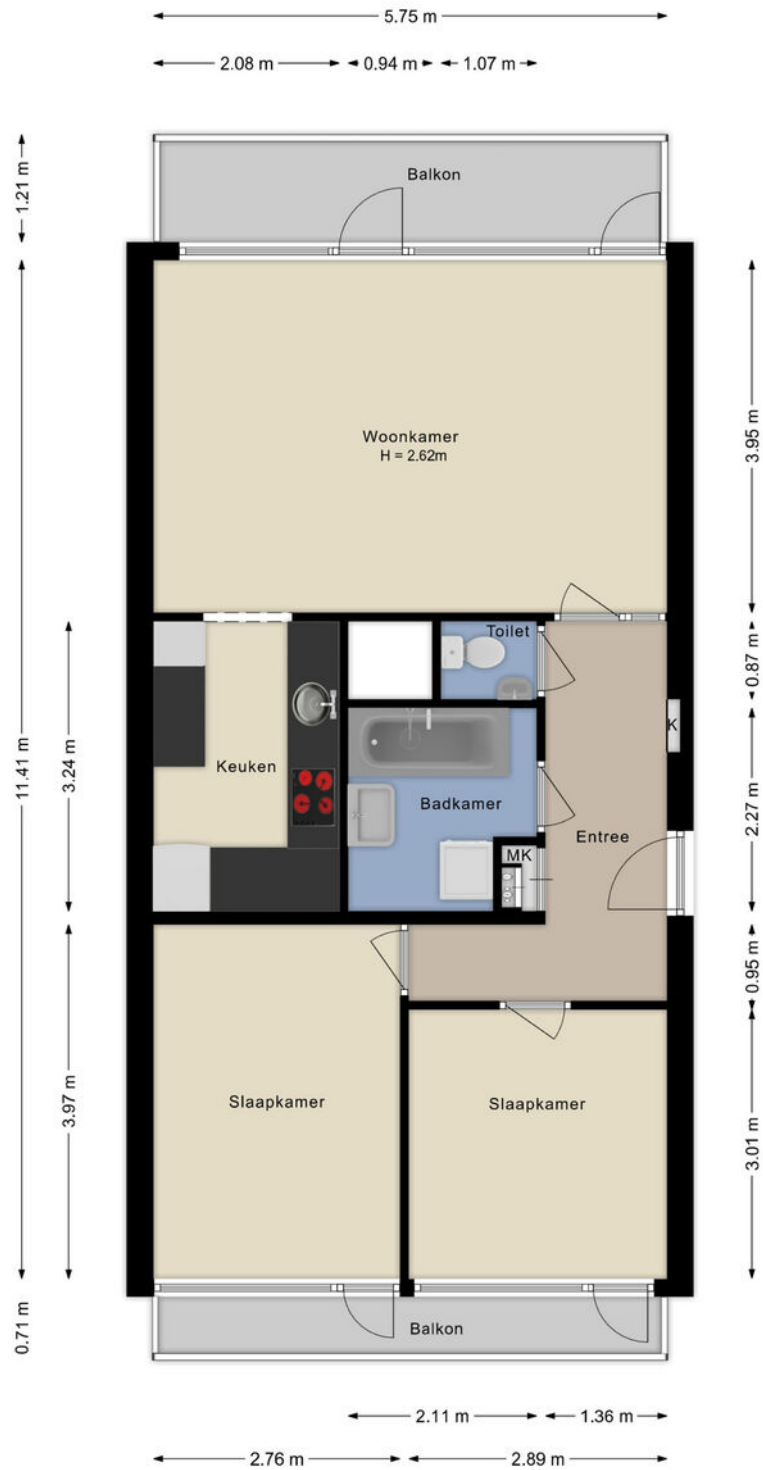 5.75 m
2.08 m
0.94 m
1.07 m
1.21 m
Balkon
3.95 m
Woonkamer
H = 2.62m
Toilet
0.87 m
K
11.41 m
3.24 m
Keuken
2.27 m
Badkamer
Entree
MK
0.95 m
3.97 m
Slaapkamer
Slaapkamer
3.01 m
0.71 m
Balkon
2.11 m
1.36 m
2.76 m
2.89 m